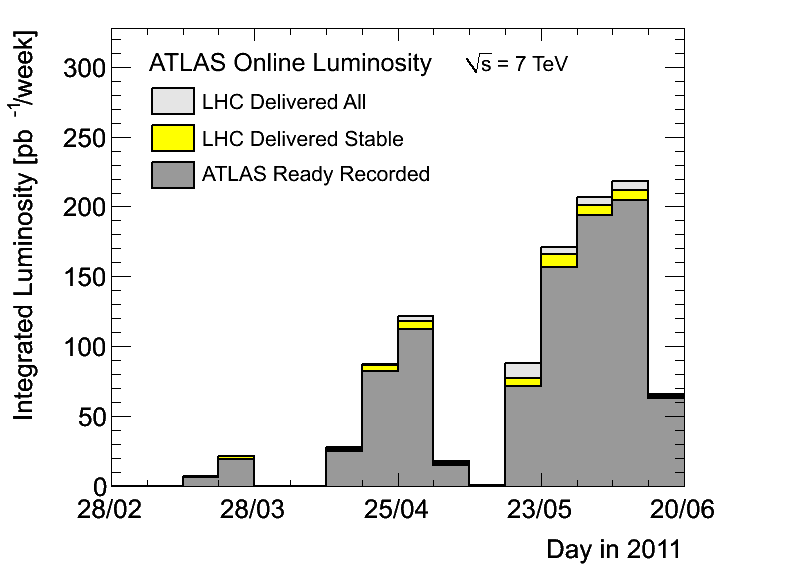 ATLAS Online Luminosity √s = 7 TeV
LHC Delivered All
LHC Delivered Stable
ATLAS Ready Recorded
Integrated Luminosity [pb⁻¹/week]
300
250
200
150
100
50
0
28/02 28/03 25/04 23/05 20/06
Day in 2011